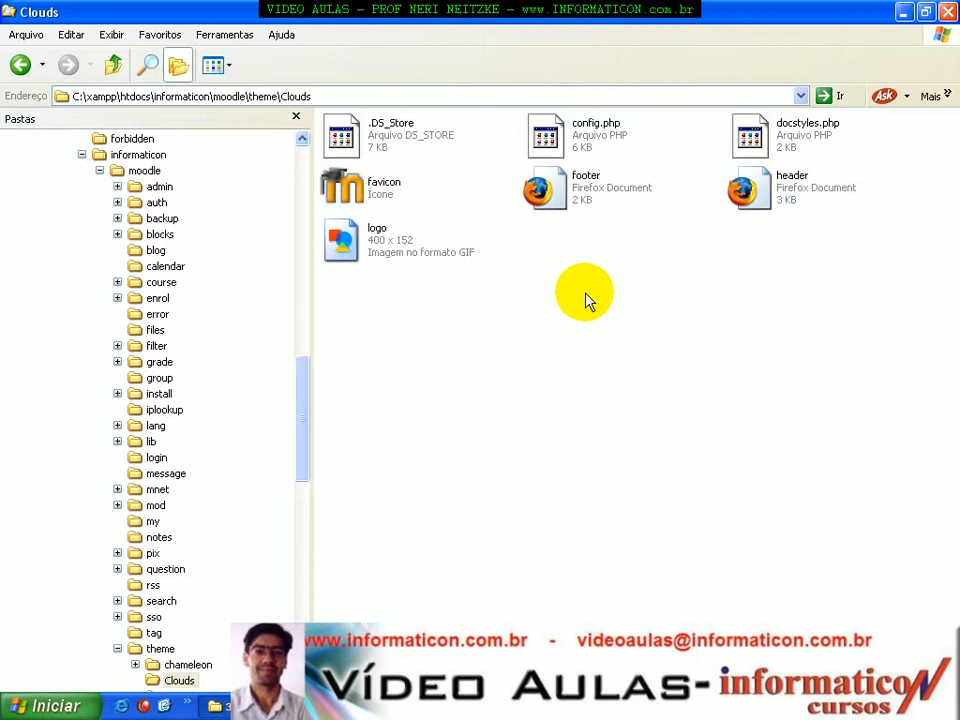 VIDEO AULAS - PROF NERI NEITZKE - www.INFORMATICON.com.br
Clouds
Arquivo Editar Exibir Favoritos Ferramentas Ajuda
Endereço C:\xampp\htdocs\informaticon\moodle\theme\Clouds Ir Ask Mais »
Pastas
forbidden
informaticon
moodle
admin
auth
backup
blocks
blog
calendar
course
enrol
error
files
filter
grade
group
install
iplookup
lang
lib
login
message
mnet
mod
my
notes
pix
question
rss
search
sso
tag
theme
chameleon
Clouds
.DS_Store
Arquivo DS_STORE
7 KB
config.php
Arquivo PHP
6 KB
docstyles.php
Arquivo PHP
2 KB
favicon
Ícone
footer
Firefox Document
2 KB
header
Firefox Document
3 KB
logo
400 x 152
Imagem no formato GIF
www.informaticon.com.br - videoaulas@informaticon.com.br
VÍDEO AULAS- informaticon
cursos
Iniciar » 3